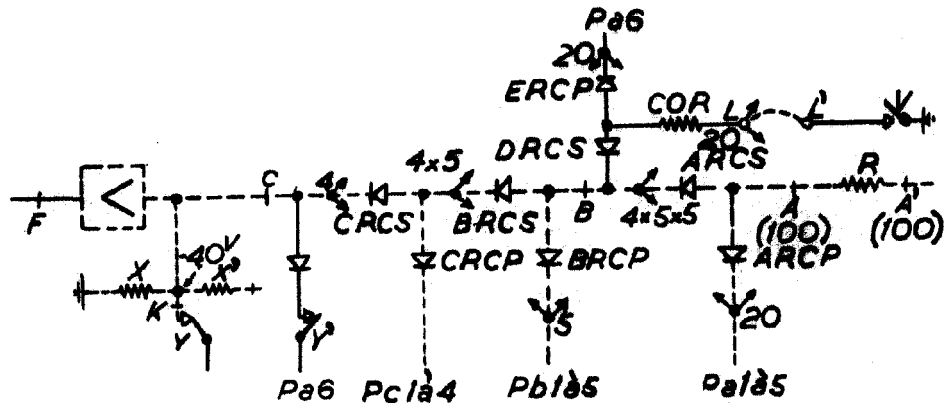 Pa6
20
ERCP
COR L L'
20
DRCS ARCS
4x5 R
4
F C CRCS BRCS B 4x5x5 A A'
(100) (100)
-40V CRCP BRCP ARCP
X X'
K
Y Y' 5 20
Pa6 Pc1à4 Pb1à5 Pa1à5